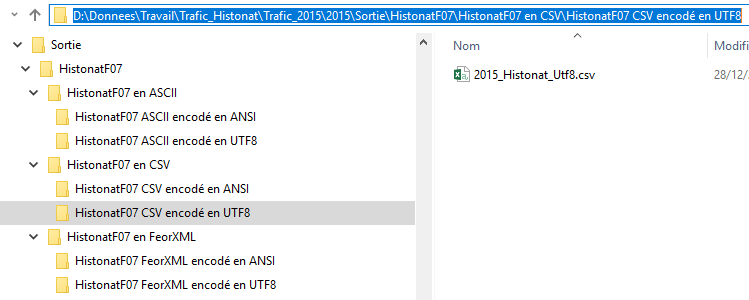 D:\Donnees\Travail\Trafic_Histonat\Trafic_2015\2015\Sortie\HistonatF07\HistonatF07 en CSV\HistonatF07 CSV encodé en UTF8
Sortie
HistonatF07
HistonatF07 en ASCII
HistonatF07 ASCII encodé en ANSI
HistonatF07 ASCII encodé en UTF8
HistonatF07 en CSV
HistonatF07 CSV encodé en ANSI
HistonatF07 CSV encodé en UTF8
HistonatF07 en FeorXML
HistonatF07 FeorXML encodé en ANSI
HistonatF07 FeorXML encodé en UTF8
Nom Modifi
2015_Histonat_Utf8.csv 28/12/